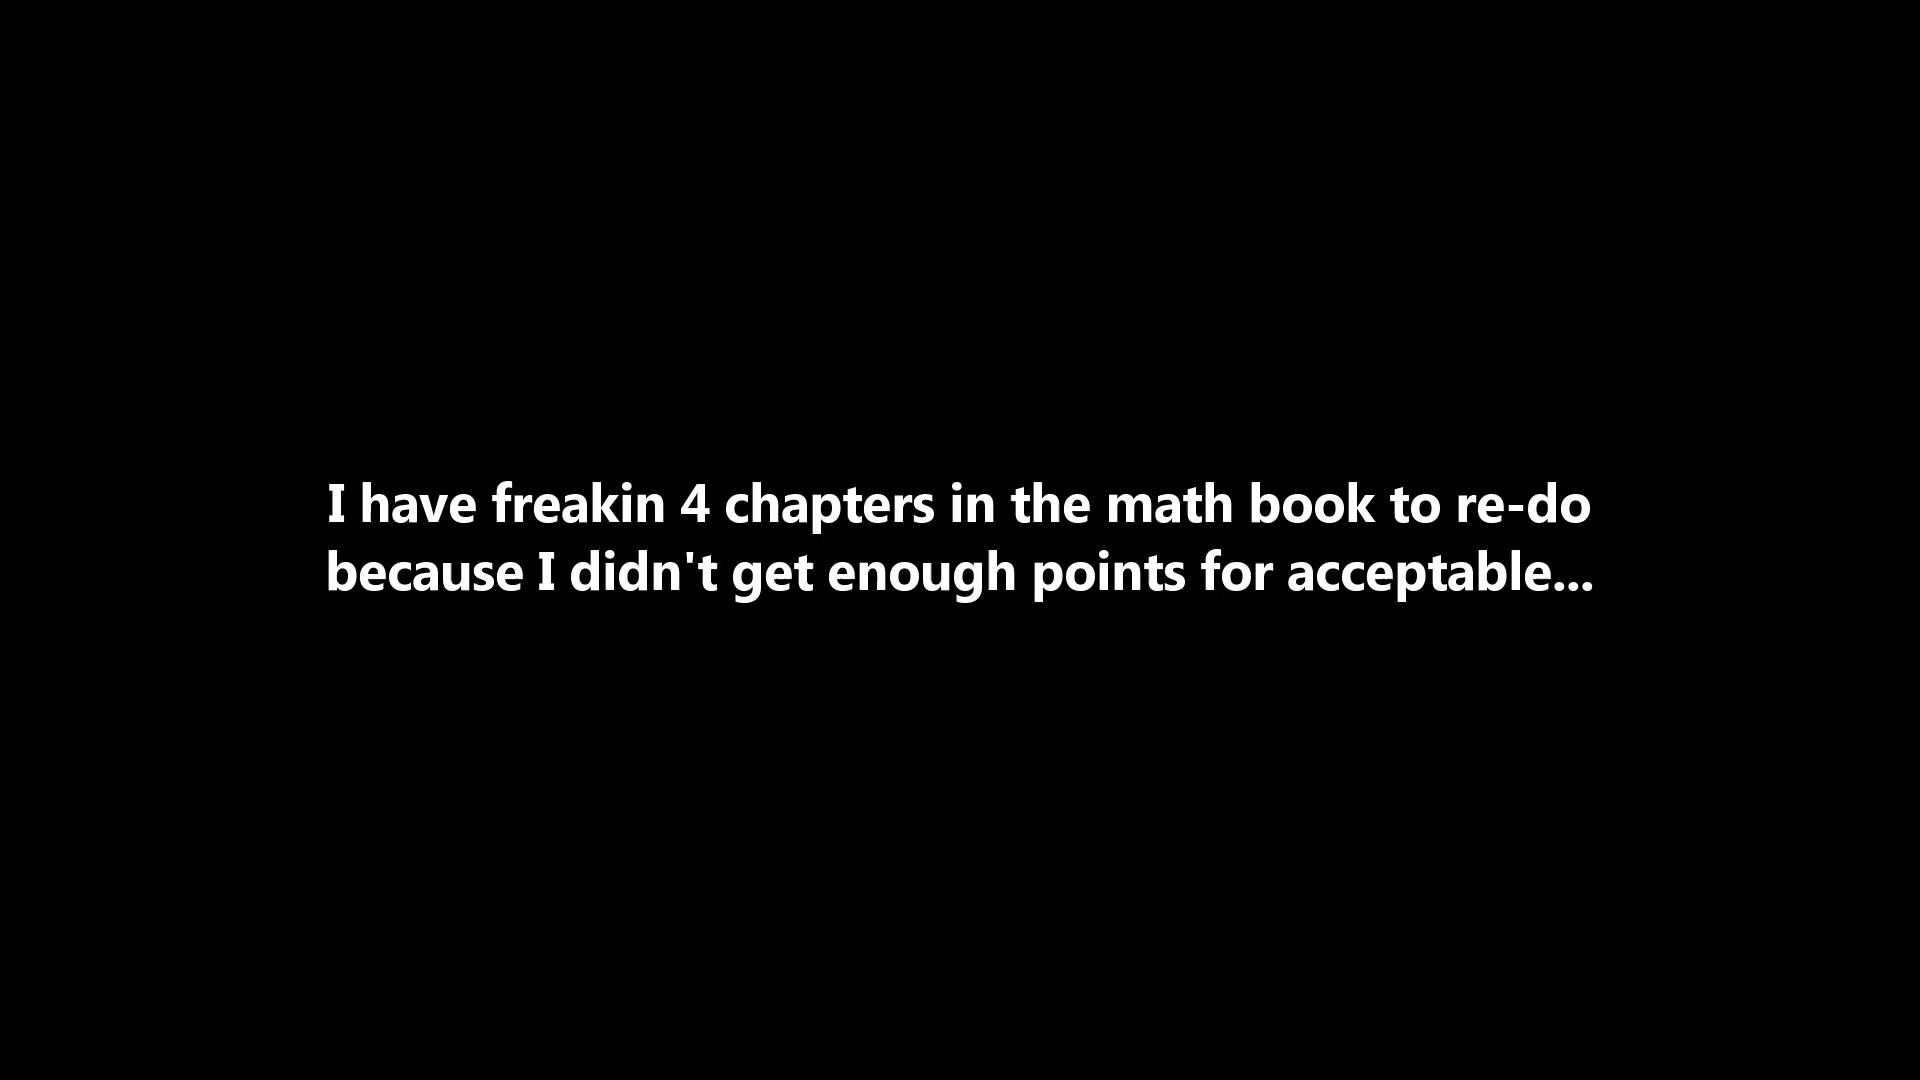 I have freakin 4 chapters in the math book to re-do
because I didn't get enough points for acceptable...